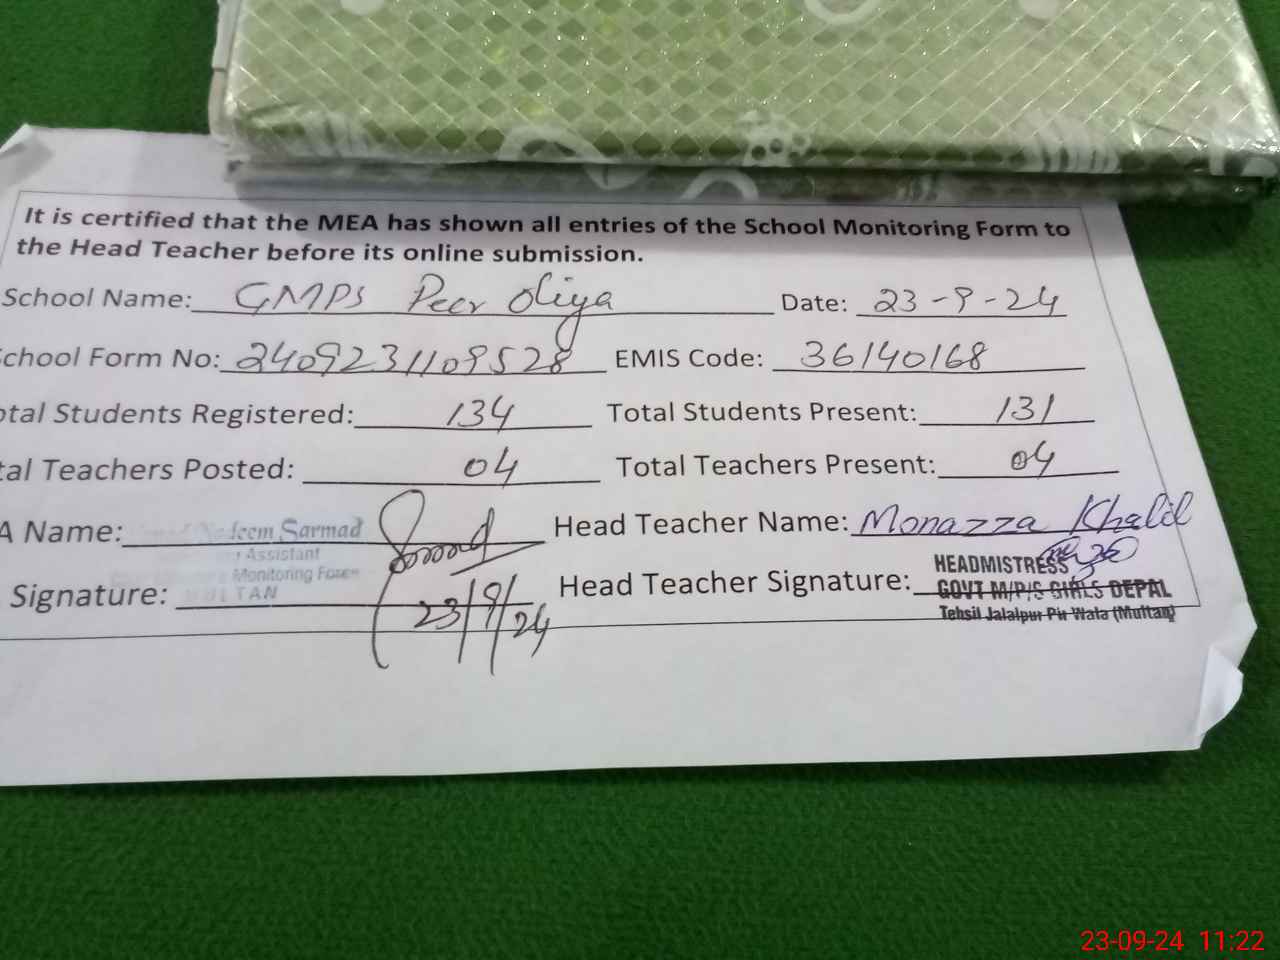 It is certified that the MEA has shown all entries of the School Monitoring Form to
the Head Teacher before its online submission.
School Name: GMPS Peer Oliya Date: 23-9-24
School Form No: 2409231109528 EMIS Code: 36140168
otal Students Registered: 134 Total Students Present: 131
tal Teachers Posted: 04 Total Teachers Present: 04
A Name: Sarmad Head Teacher Name: Monazza Khalil
Assistant
Monitoring Force
Signature: TAN 23/9/24 Head Teacher Signature:
HEADMISTRESS
GOVT M/P/S GIRLS DEPAL
Tehsil Jalalpur Pir Wala (Multan)
23-09-24 11:22